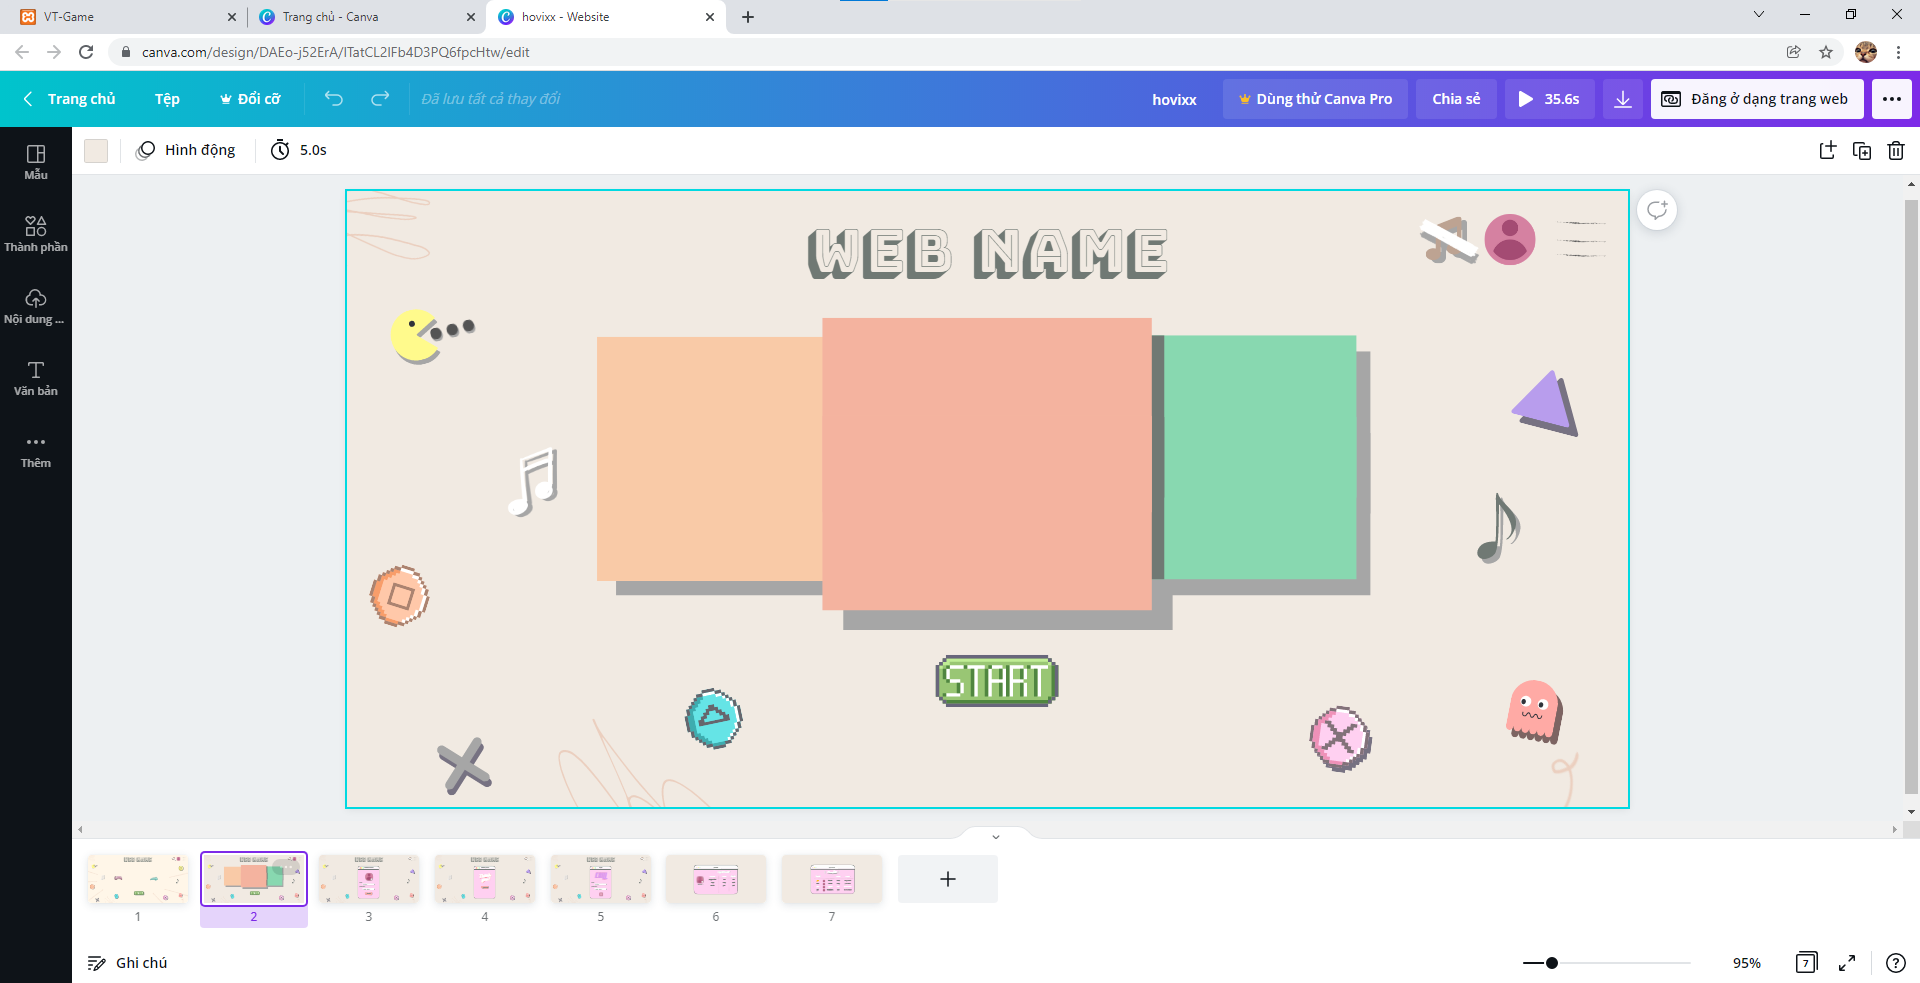 VT-Game
Trang chủ - Canva
hovixx - Website
canva.com/design/DAEo-j52ErA/ITatCL2IFb4D3PQ6fpcHtw/edit
Trang chủ
Tệp
Đổi cỡ
Đã lưu tất cả thay đổi
hovixx
Dùng thử Canva Pro
Chia sẻ
35.6s
Đăng ở dạng trang web
Mẫu
Thành phần
Nội dung ...
Văn bản
Thêm
Hình động
5.0s
WEB NAME
START
1
2
3
4
5
6
7
Ghi chú
95%
7